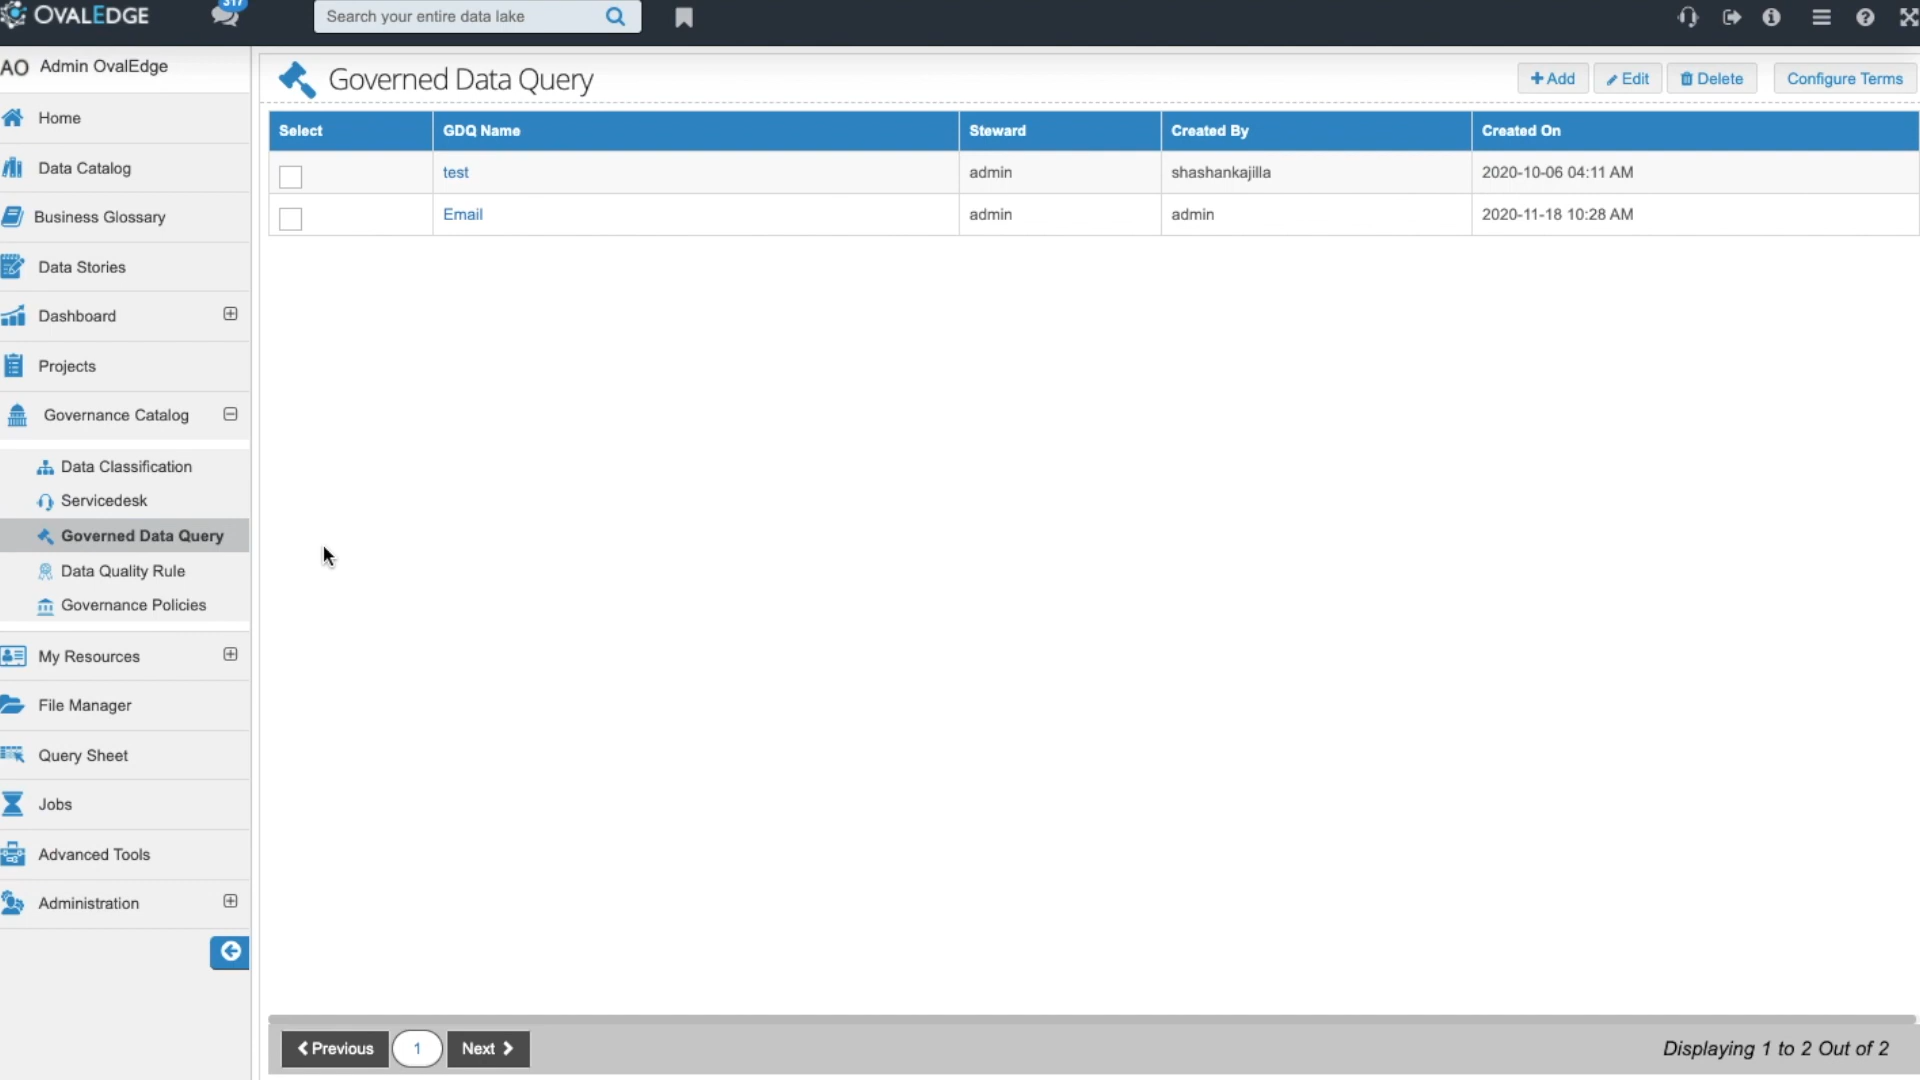 OVALEDGE
317
Search your entire data lake
AO Admin OvalEdge
Home
Data Catalog
Business Glossary
Data Stories
Dashboard
Projects
Governance Catalog
Data Classification
Servicedesk
Governed Data Query
Data Quality Rule
Governance Policies
My Resources
File Manager
Query Sheet
Jobs
Advanced Tools
Administration
Governed Data Query
Add Edit Delete Configure Terms
Select GDQ Name Steward Created By Created On
test admin shashankajilla 2020-10-06 04:11 AM
Email admin admin 2020-11-18 10:28 AM
Previous 1 Next
Displaying 1 to 2 Out of 2